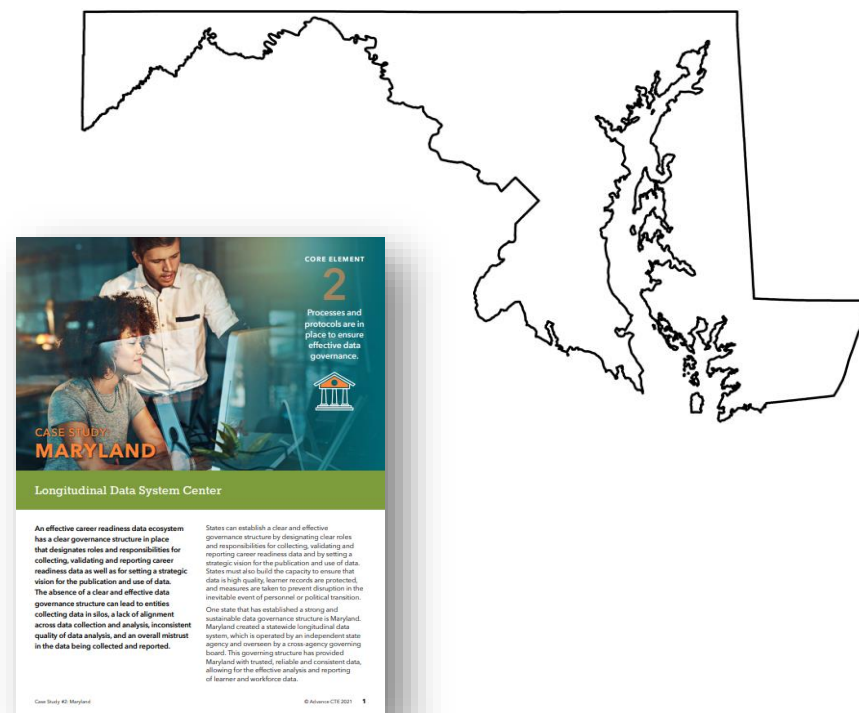 CORE ELEMENT
2
Processes and
protocols are in
place to ensure
effective data
governance.
CASE STUDY:
MARYLAND
Longitudinal Data System Center
An effective career readiness data ecosystem
has a clear governance structure in place
that designates roles and responsibilities for
collecting, validating and reporting career
readiness data as well as for setting a strategic
vision for the publication and use of data.
The absence of a clear and effective data
governance structure can lead to entities
collecting data in silos, a lack of alignment
across data collection and analysis, inconsistent
quality of data analysis, and an overall mistrust
in the data being collected and reported.
States can establish a clear and effective
governance structure by designating clear roles
and responsibilities for collecting, validating and
reporting career readiness data and by setting a
strategic vision for the publication and use of data.
States must also build the capacity to ensure that
data is high quality, learner records are protected,
and measures are taken to prevent disruption in the
inevitable event of personnel or political transition.
One state that has established a strong and
sustainable data governance structure is Maryland.
Maryland created a statewide longitudinal data
system, which is operated by an independent state
agency and overseen by a cross-agency governing
board. This governing structure has provided
Maryland with trusted, reliable and consistent data,
allowing for the effective analysis and reporting
of learner and workforce data.
Case Study #2: Maryland
© Advance CTE 2021 1